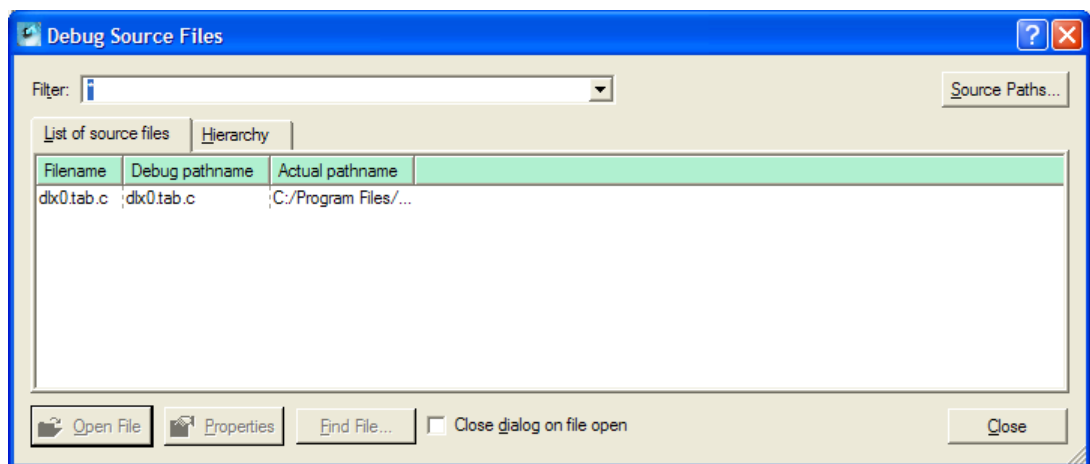 Debug Source Files
Filter: * Source Paths...
List of source files Hierarchy
Filename Debug pathname Actual pathname
dlx0.tab.c dlx0.tab.c C:/Program Files/...
Open File Properties Find File... Close dialog on file open Close